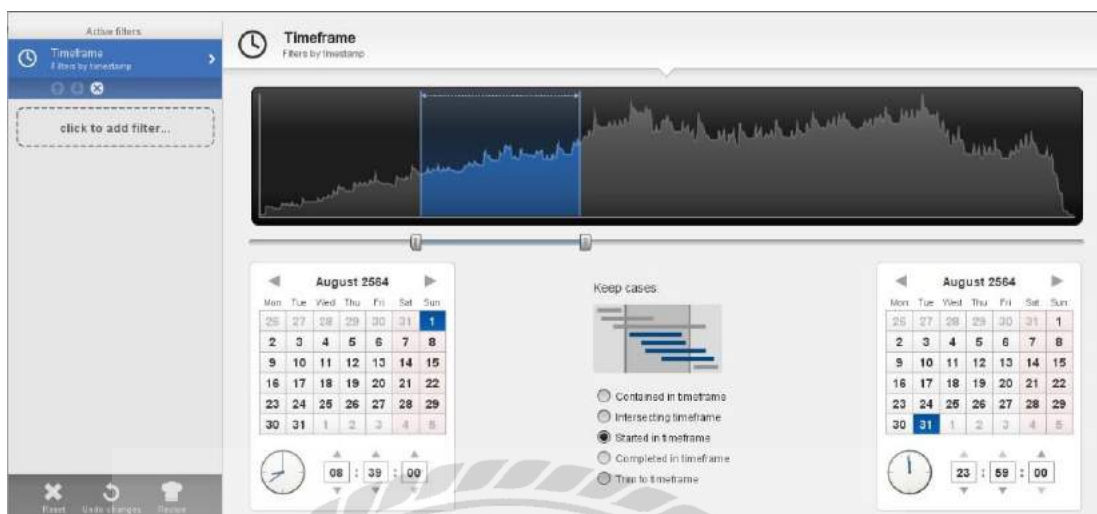 Active filters
Timeframe
Filters by timestamp
click to add filter...
Reset
Undo changes
Recipe
Timeframe
Filters by timestamp
August 2564
Mon Tue Wed Thu Fri Sat Sun
26 27 28 29 30 31 1
2 3 4 5 6 7 8
9 10 11 12 13 14 15
16 17 18 19 20 21 22
23 24 25 26 27 28 29
30 31 1 2 3 4 5
08 : 39 : 00
Keep cases:
Contained in timeframe
Intersecting timeframe
Started in timeframe
Completed in timeframe
Trim to timeframe
August 2564
Mon Tue Wed Thu Fri Sat Sun
26 27 28 29 30 31 1
2 3 4 5 6 7 8
9 10 11 12 13 14 15
16 17 18 19 20 21 22
23 24 25 26 27 28 29
30 31 1 2 3 4 5
23 : 59 : 00